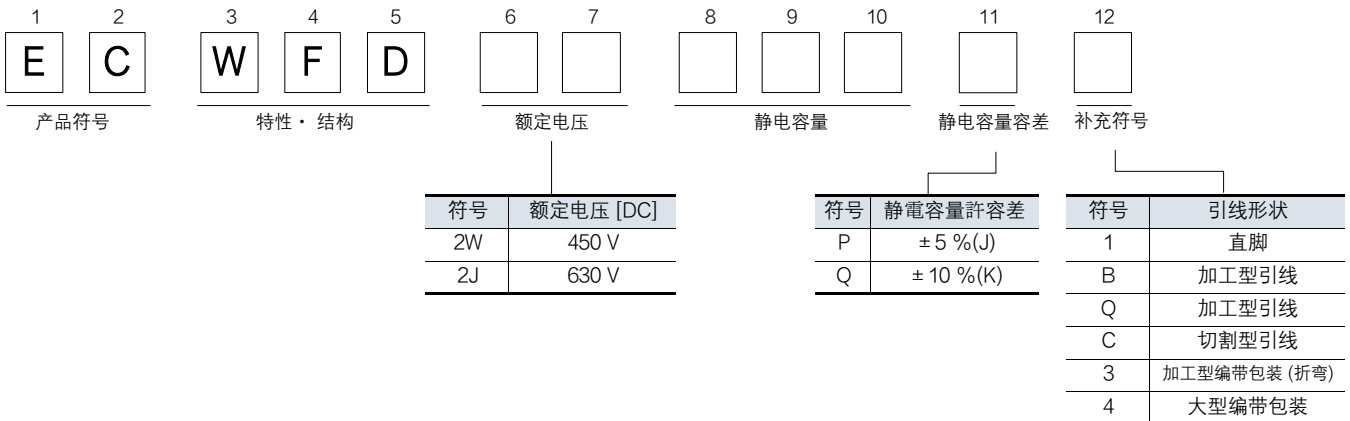 1 2 3 4 5 6 7 8 9 10 11 12
E C W F D
产品符号 特性・ 结构 额定电压 静电容量 静电容量容差 补充符号
符号 额定电压 [DC]
2W 450 V
2J 630 V
符号 静電容量許容差
P ±5 %(J)
Q ±10 %(K)
符号 引线形状
1 直脚
B 加工型引线
Q 加工型引线
C 切割型引线
3 加工型编带包装 (折弯)
4 大型编带包装